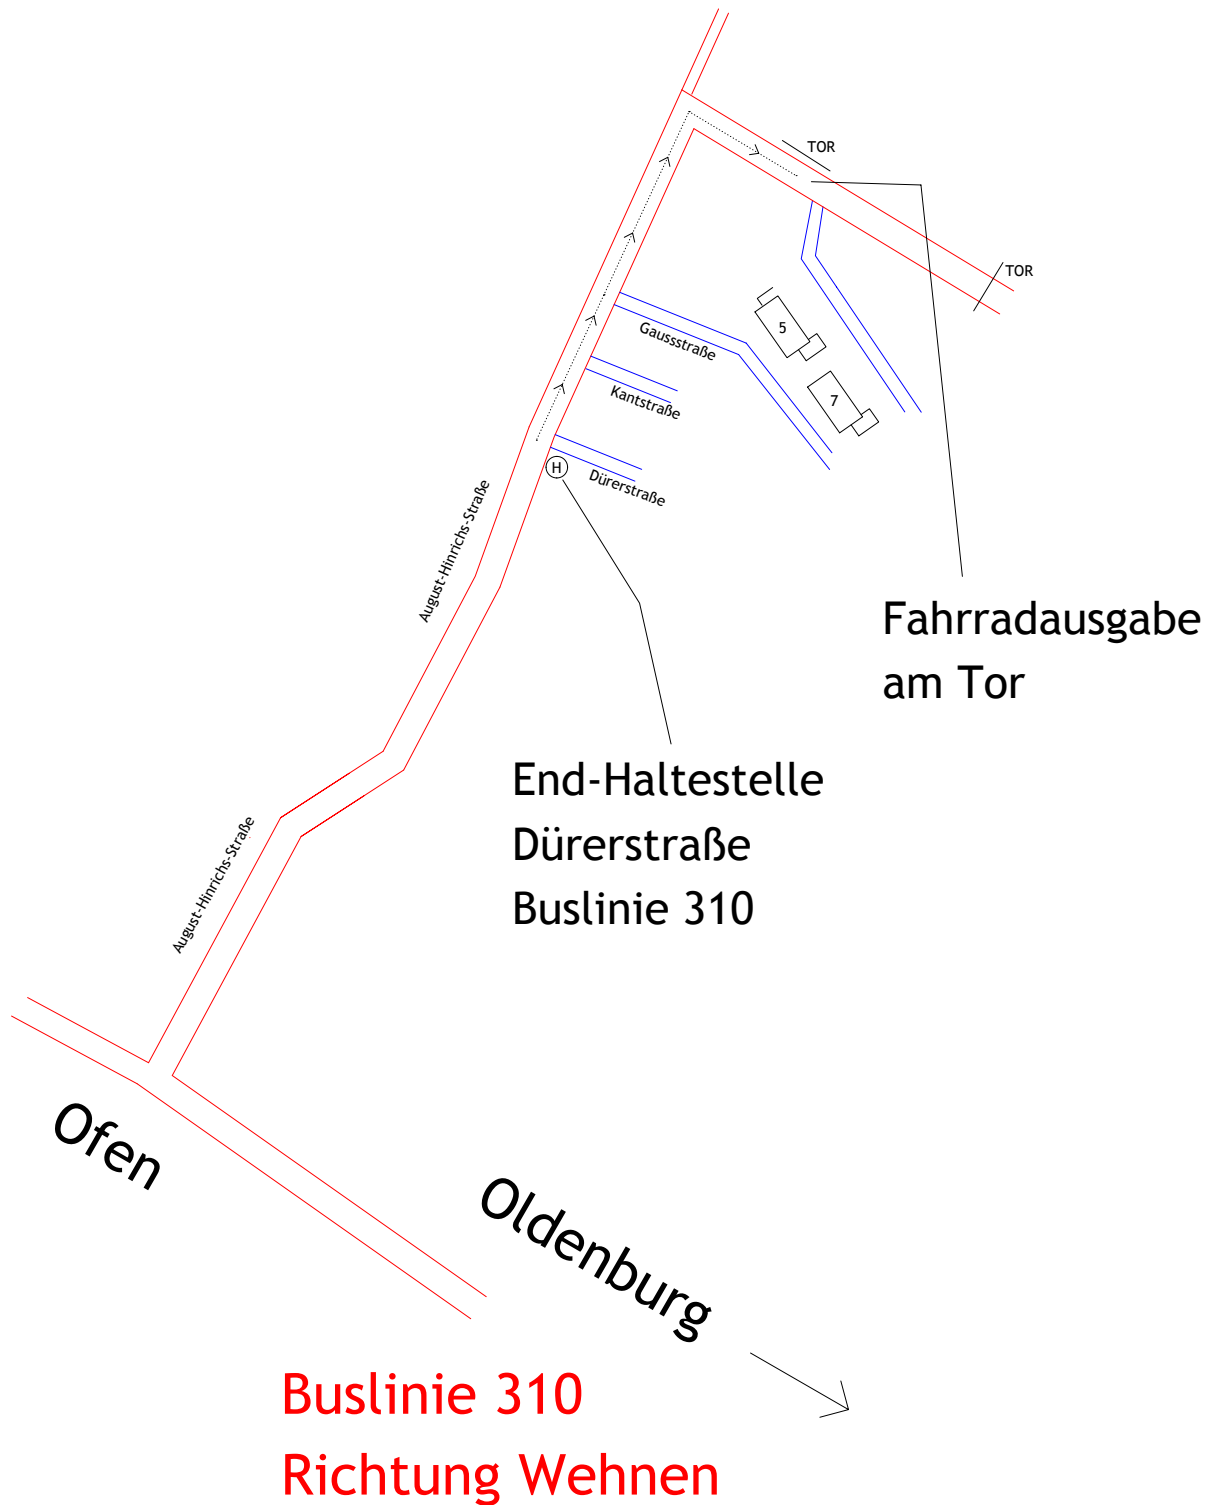 TOR
TOR
5
Gaussstraße
7
Kantstraße
H
Dürerstraße
August-Hinrichs-Straße
Fahrradausgabe
am Tor
End-Haltestelle
Dürerstraße
Buslinie 310
August-Hinrichs-Straße
Ofen
Oldenburg
Buslinie 310
Richtung Wehnen